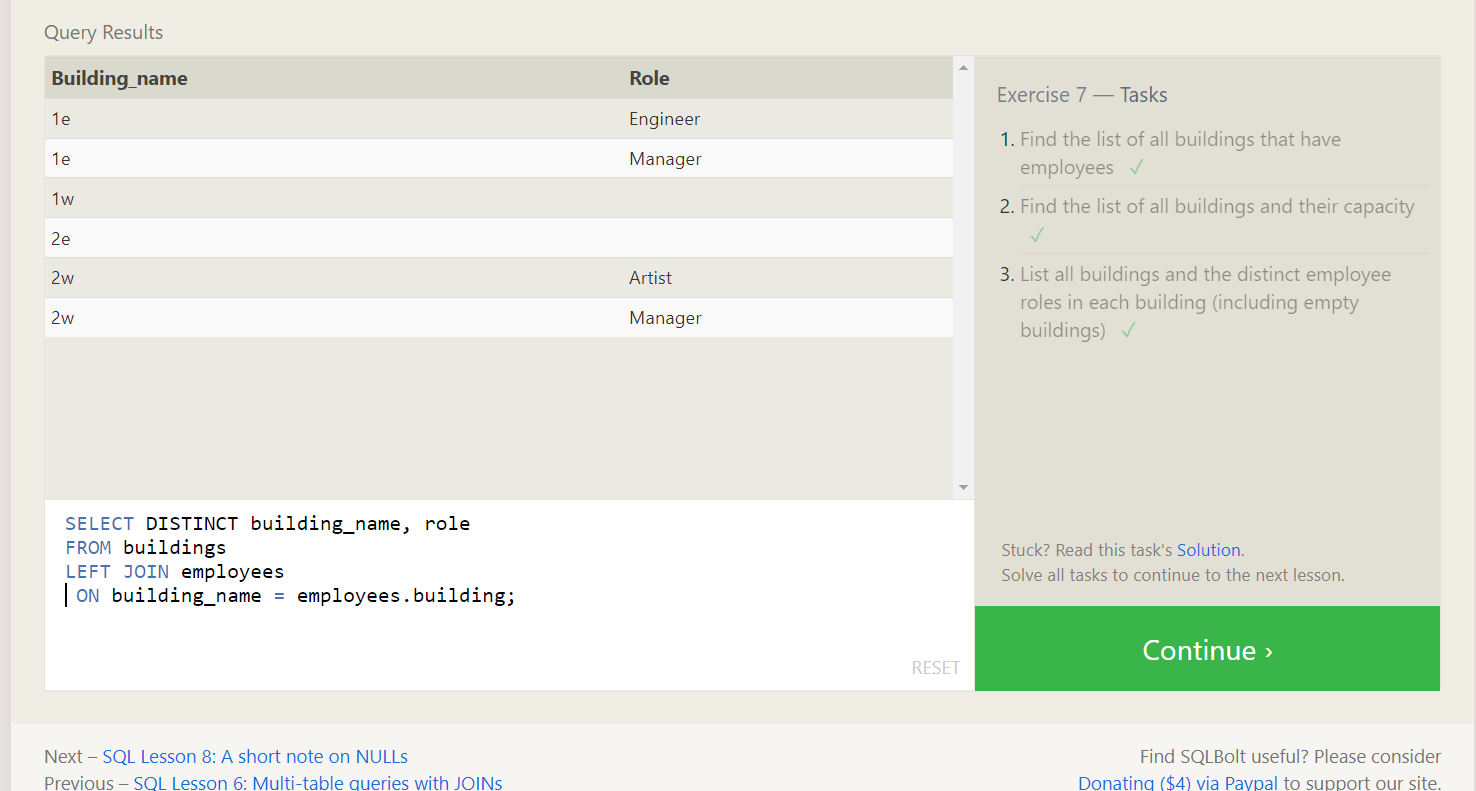 Query Results
Building_name Role
1e Engineer
1e Manager
1w
2e
2w Artist
2w Manager
SELECT DISTINCT building_name, role
FROM buildings
LEFT JOIN employees
ON building_name = employees.building;
RESET
Exercise 7 — Tasks
1. Find the list of all buildings that have
employees ✓
2. Find the list of all buildings and their capacity
✓
3. List all buildings and the distinct employee
roles in each building (including empty
buildings) ✓
Stuck? Read this task's Solution.
Solve all tasks to continue to the next lesson.
Continue ›
Next – SQL Lesson 8: A short note on NULLs
Previous – SQL Lesson 6: Multi-table queries with JOINs
Find SQLBolt useful? Please consider
Donating ($4) via Paypal to support our site.